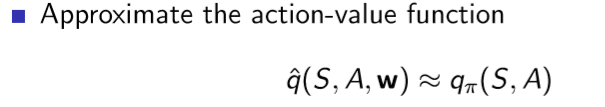 Approximate the action-value function
q̂(S, A, w) ≈ qπ(S, A)